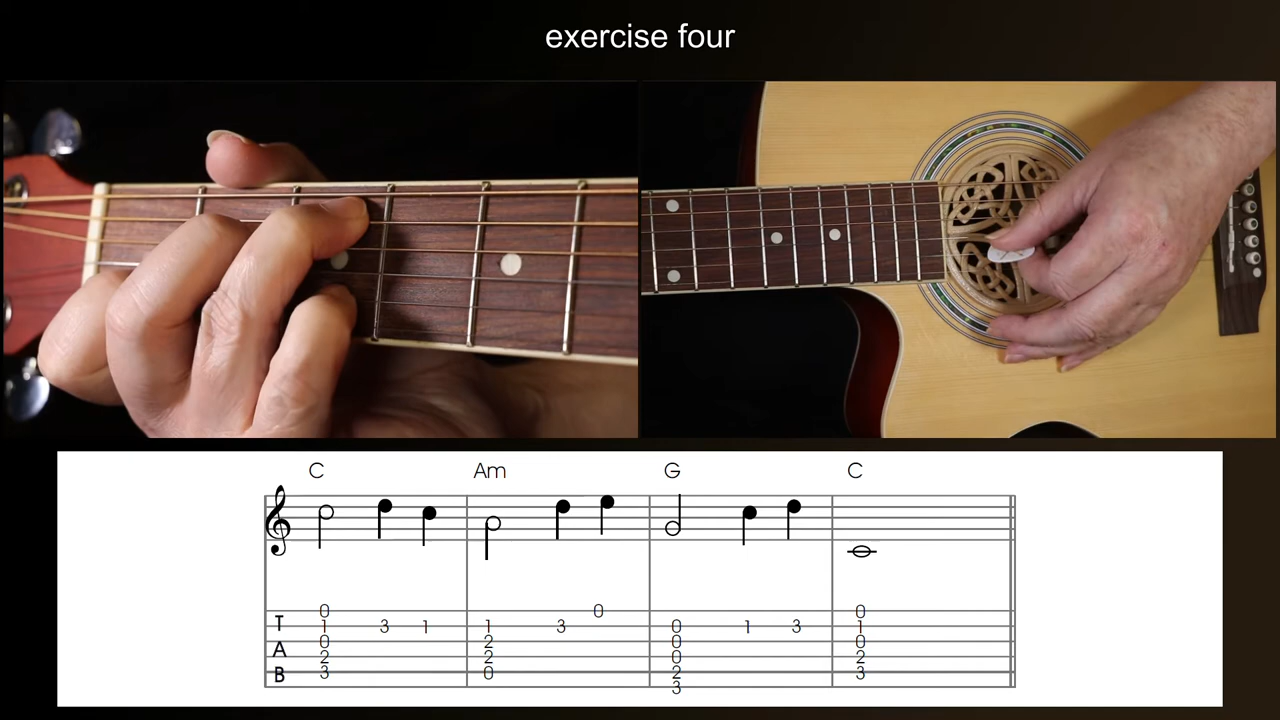 exercise four
C Am G C
0 0 0
1 3 1 1 3 0 1 3 1
T
0 2 0 0
A
2 2 0 2
B
3 0 2 3
3